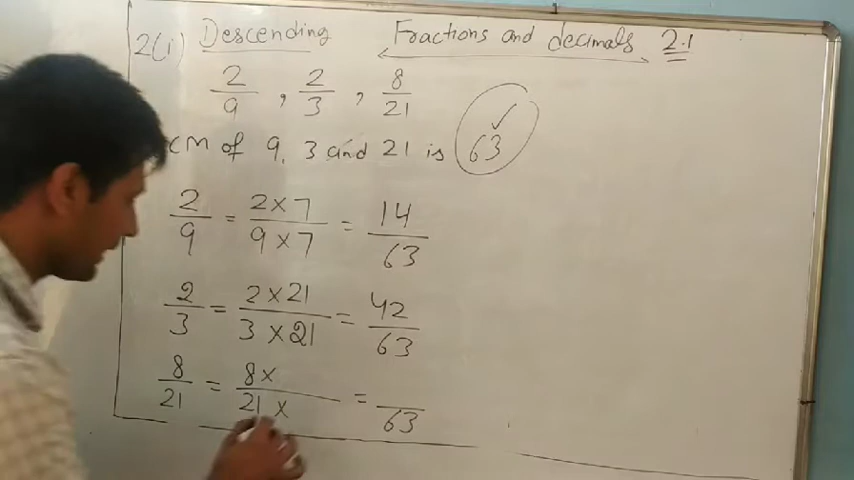 2(i) Descending Fractions and decimals 2.1
2/9 , 2/3 , 8/21
CM of 9, 3 and 21 is 63 ✓
2/9 = 2×7/9×7 = 14/63
2/3 = 2×21/3×21 = 42/63
8/21 = 8×/21× = /63